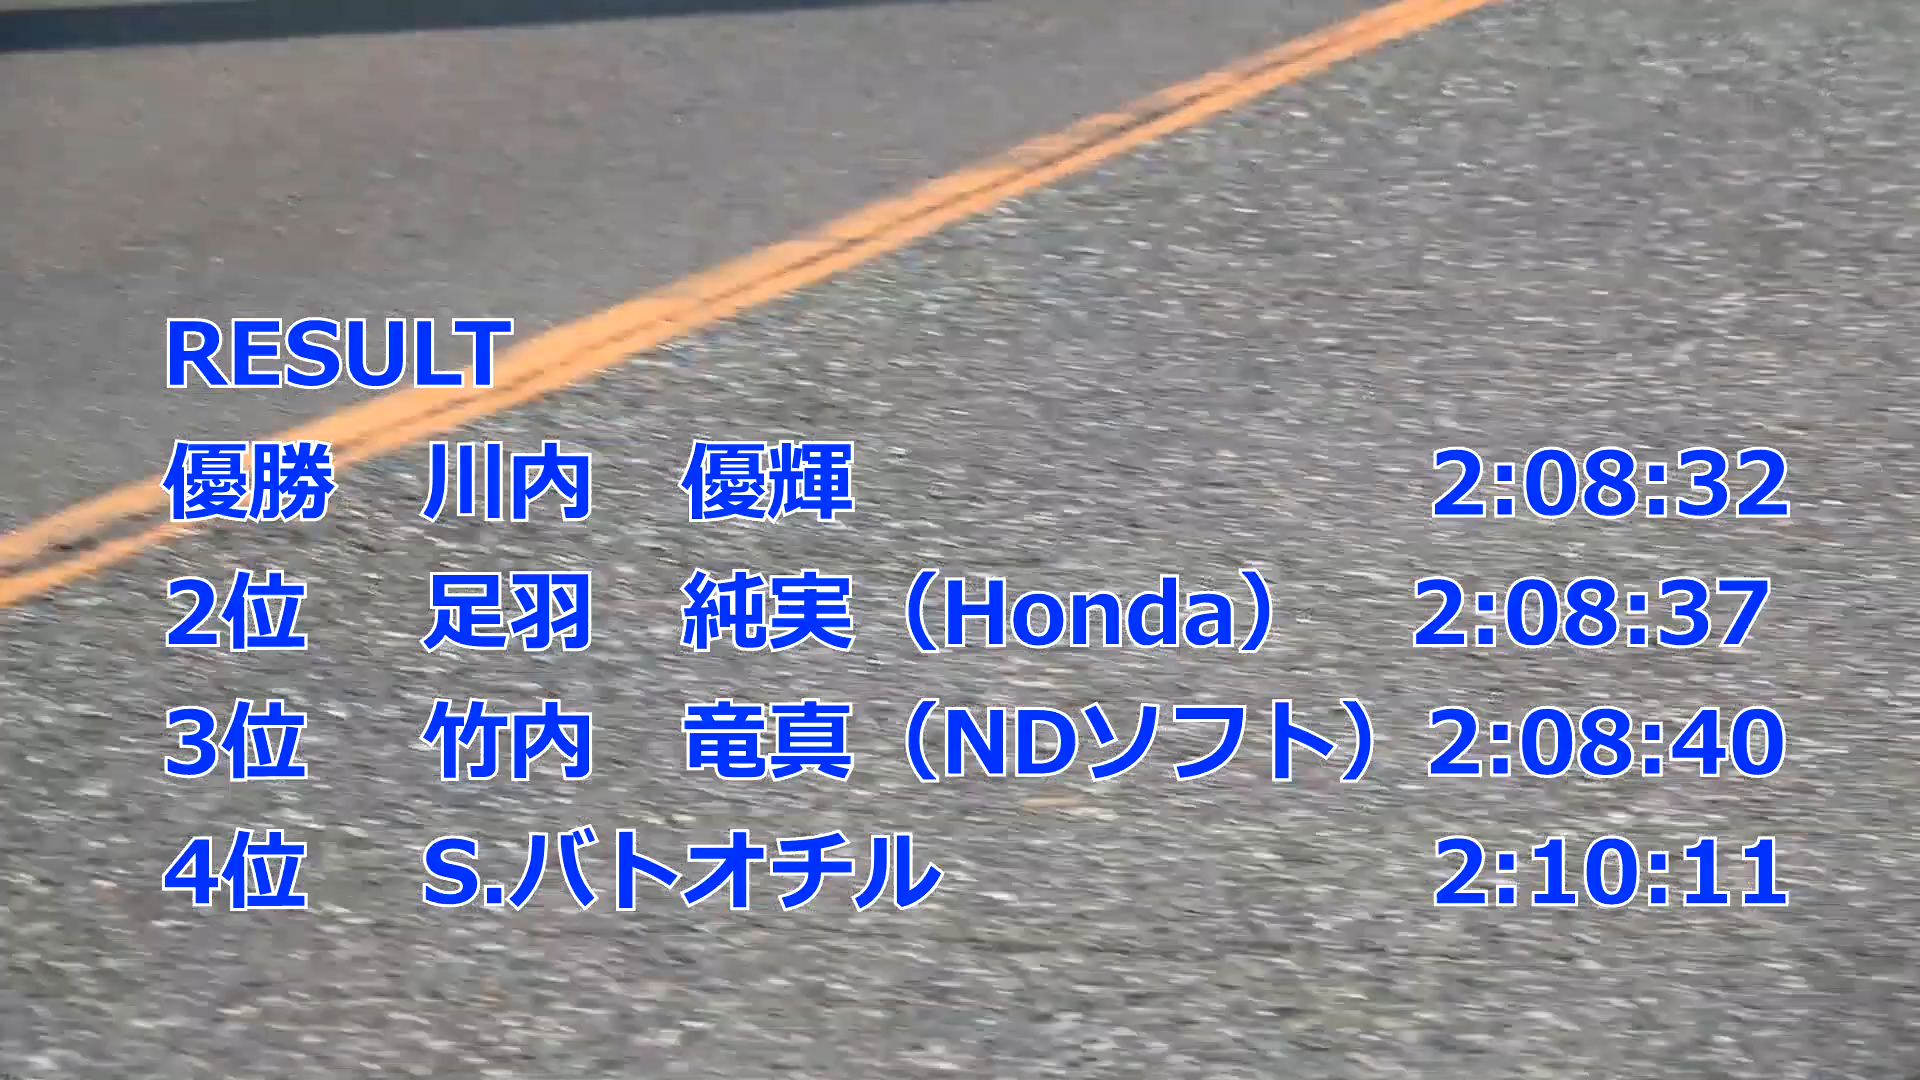 RESULT
優勝　川内　優輝　2:08:32
2位　足羽　純実（Honda）　2:08:37
3位　竹内　竜真（NDソフト）2:08:40
4位　S.バトオチル　2:10:11